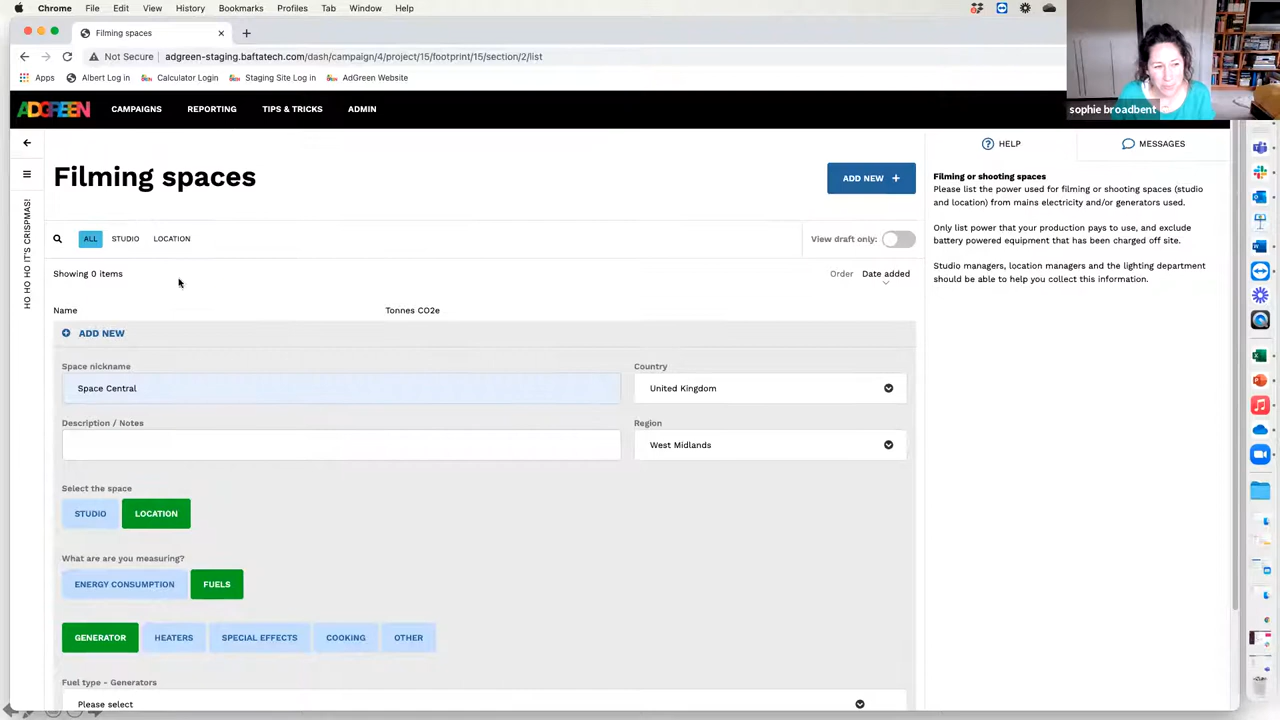 Chrome File Edit View History Bookmarks Profiles Tab Window Help
Filming spaces
Not Secure adgreen-staging.baftatech.com/dash/campaign/4/project/15/footprint/15/section/2/list
Apps Albert Log in Calculator Login Staging Site Log in AdGreen Website
sophie broadbent
ADGREEN CAMPAIGNS REPORTING TIPS & TRICKS ADMIN
HO HO HO IT'S CRISPMAS!
Filming spaces
ADD NEW +
ALL STUDIO LOCATION
View draft only:
Showing 0 items
Order Date added
Name Tonnes CO2e
ADD NEW
Space nickname
Space Central
Country
United Kingdom
Description / Notes
Region
West Midlands
Select the space
STUDIO LOCATION
What are are you measuring?
ENERGY CONSUMPTION FUELS
GENERATOR HEATERS SPECIAL EFFECTS COOKING OTHER
Fuel type - Generators
Please select
HELP MESSAGES
Filming or shooting spaces
Please list the power used for filming or shooting spaces (studio
and location) from mains electricity and/or generators used.
Only list power that your production pays to use, and exclude
battery powered equipment that has been charged off site.
Studio managers, location managers and the lighting department
should be able to help you collect this information.